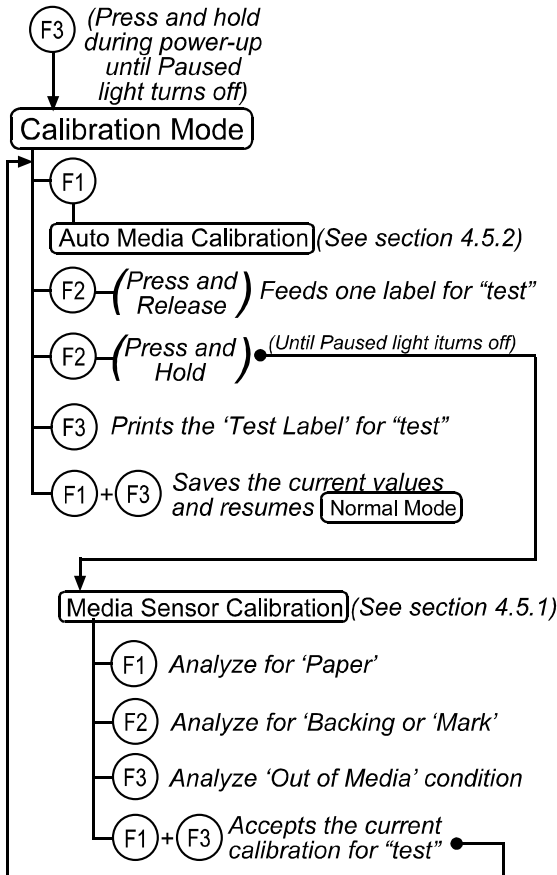 F3 (Press and hold
during power-up
until Paused
light turns off)
Calibration Mode
F1
Auto Media Calibration (See section 4.5.2)
F2 (Press and Release) Feeds one label for “test”
F2 (Press and Hold) (Until Paused light iturns off)
F3 Prints the ‘Test Label’ for “test”
F1 + F3 Saves the current values
and resumes Normal Mode
Media Sensor Calibration (See section 4.5.1)
F1 Analyze for ‘Paper’
F2 Analyze for ‘Backing or ‘Mark’
F3 Analyze ‘Out of Media’ condition
F1 + F3 Accepts the current
calibration for “test”